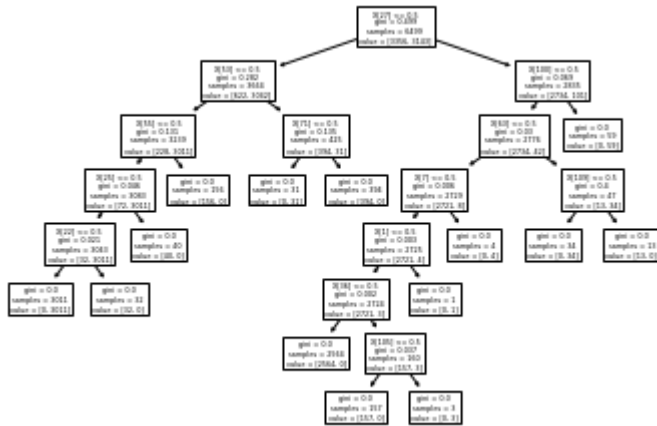 X[27] <= 0.5
gini = 0.499
samples = 6499
value = [3356, 3143]
X[53] <= 0.5
gini = 0.282
samples = 3664
value = [622, 3042]
X[100] <= 0.5
gini = 0.069
samples = 2835
value = [2734, 101]
X[55] <= 0.5
gini = 0.131
samples = 3239
value = [228, 3011]
X[71] <= 0.5
gini = 0.135
samples = 425
value = [394, 31]
X[63] <= 0.5
gini = 0.03
samples = 2776
value = [2734, 42]
gini = 0.0
samples = 59
value = [0, 59]
X[25] <= 0.5
gini = 0.046
samples = 3083
value = [72, 3011]
gini = 0.0
samples = 156
value = [156, 0]
gini = 0.0
samples = 31
value = [0, 31]
gini = 0.0
samples = 394
value = [394, 0]
X[7] <= 0.5
gini = 0.006
samples = 2729
value = [2721, 8]
X[109] <= 0.5
gini = 0.4
samples = 47
value = [13, 34]
X[22] <= 0.5
gini = 0.021
samples = 3043
value = [32, 3011]
gini = 0.0
samples = 40
value = [40, 0]
X[1] <= 0.5
gini = 0.003
samples = 2725
value = [2721, 4]
gini = 0.0
samples = 4
value = [0, 4]
gini = 0.0
samples = 34
value = [0, 34]
gini = 0.0
samples = 13
value = [13, 0]
gini = 0.0
samples = 3011
value = [0, 3011]
gini = 0.0
samples = 32
value = [32, 0]
gini = 0.002
samples = 2724
value = [2721, 3]
gini = 0.0
samples = 1
value = [0, 1]
gini = 0.0
samples = 2564
value = [2564, 0]
X[105] <= 0.5
gini = 0.037
samples = 160
value = [157, 3]
gini = 0.0
samples = 157
value = [157, 0]
gini = 0.0
samples = 3
value = [0, 3]